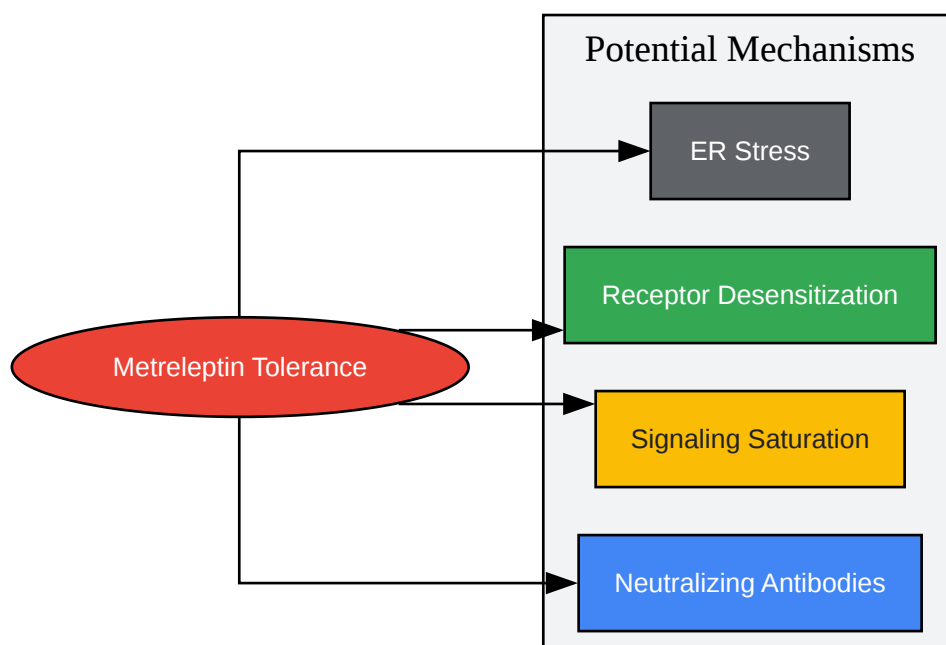 Potential Mechanisms
ER Stress
Receptor Desensitization
Metreleptin Tolerance
Signaling Saturation
Neutralizing Antibodies